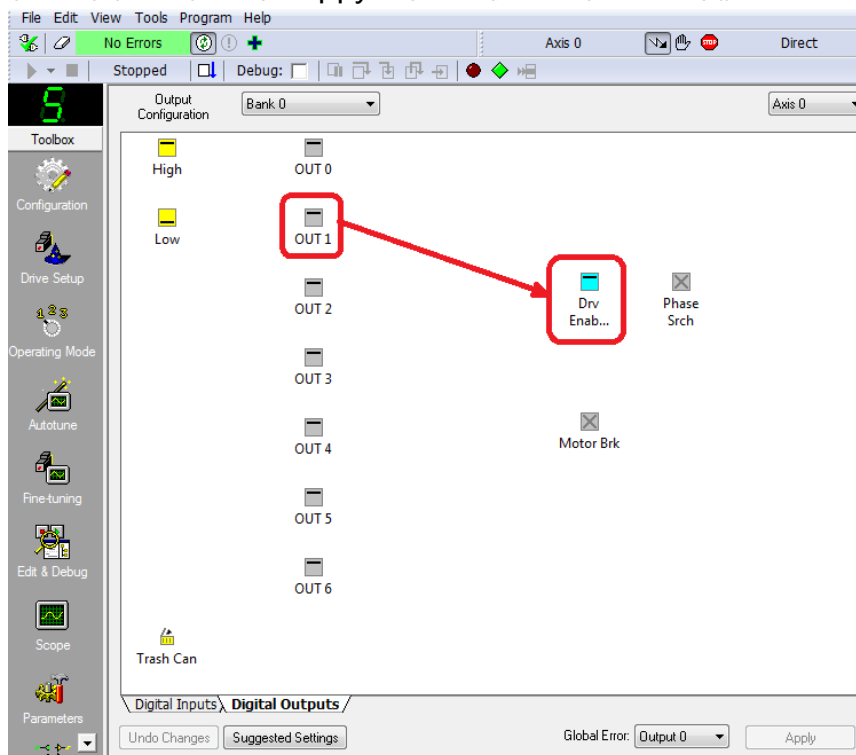 File Edit View Tools Program Help
No Errors Axis 0 Direct
Stopped Debug:
Output Configuration Bank 0 Axis 0
Toolbox
Configuration
Drive Setup
Operating Mode
Autotune
Fine-tuning
Edit & Debug
Scope
Parameters
High
Low
OUT 0
OUT 1
OUT 2
OUT 3
OUT 4
OUT 5
OUT 6
Drv
Enab...
Phase
Srch
Motor Brk
Trash Can
Digital Inputs Digital Outputs
Undo Changes Suggested Settings Global Error: Output 0 Apply